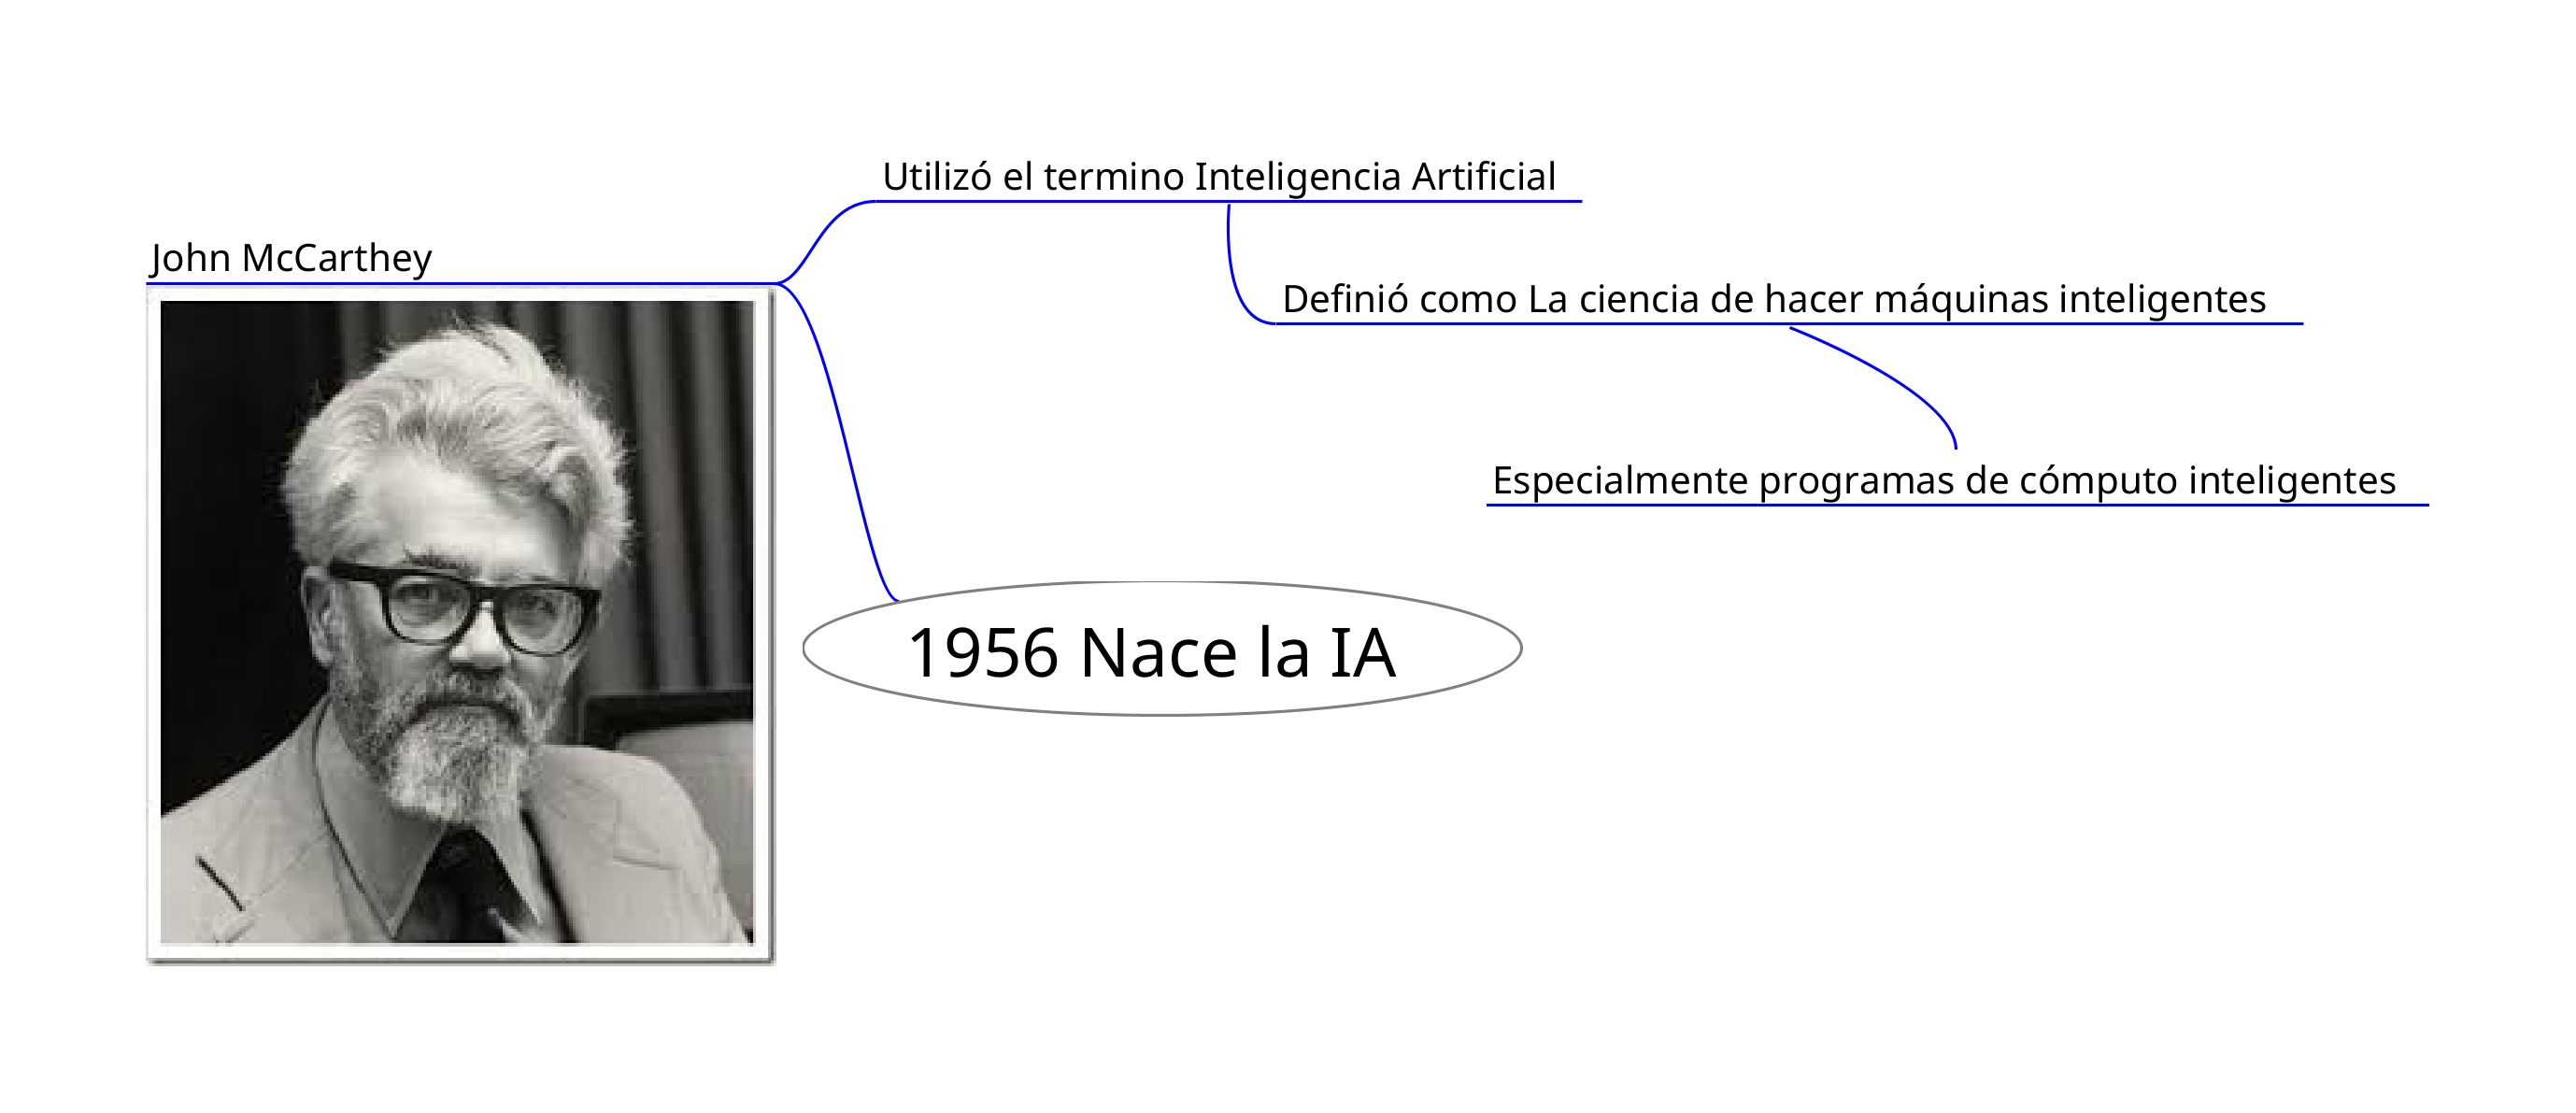 Utilizó el termino Inteligencia Artificial
John McCarthey
Definió como La ciencia de hacer máquinas inteligentes
Especialmente programas de cómputo inteligentes
1956 Nace la IA